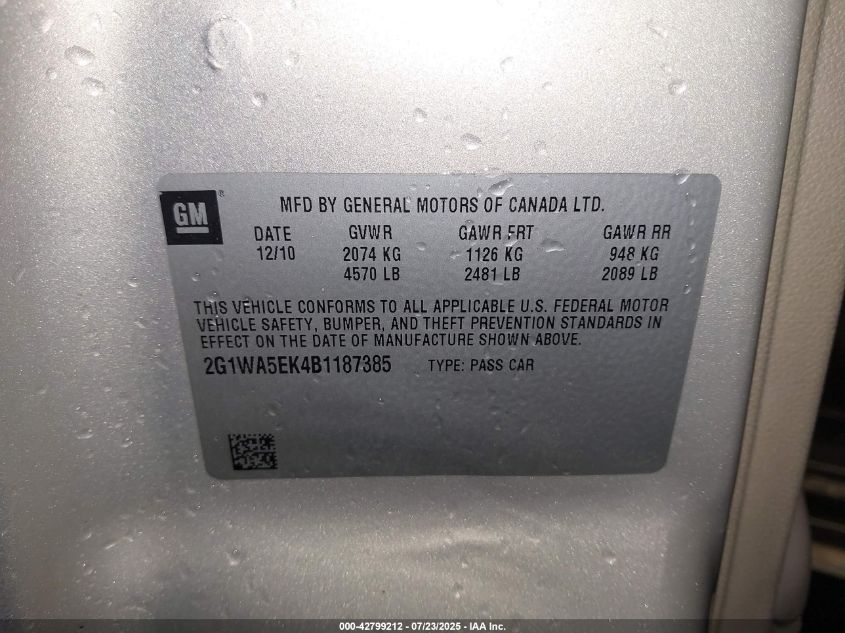 GM ®
MFD BY GENERAL MOTORS OF CANADA LTD.
DATE GVWR GAWR FRT GAWR RR
12/10 2074 KG 1126 KG 948 KG
4570 LB 2481 LB 2089 LB
THIS VEHICLE CONFORMS TO ALL APPLICABLE U.S. FEDERAL MOTOR
VEHICLE SAFETY, BUMPER, AND THEFT PREVENTION STANDARDS IN
EFFECT ON THE DATE OF MANUFACTURE SHOWN ABOVE.
2G1WA5EK4B1187385 TYPE: PASS CAR
000-42799212 - 07/23/2025 - IAA Inc.